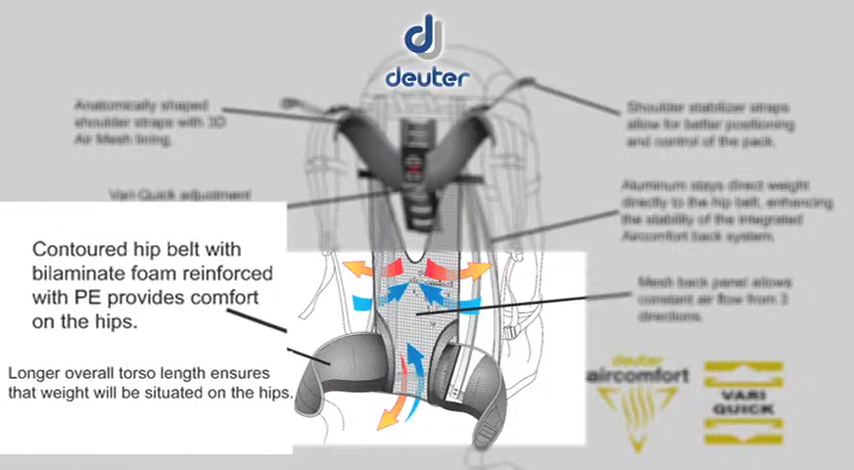 deuter
Anatomically shaped
shoulder straps with 3D
Air Mesh lining.
Shoulder stabilizer straps
allow for better positioning
and control of the pack.
Vari-Quick adjustment
Aluminum stays direct weight
directly to the hip belt, enhancing
the stability of the integrated
Aircomfort back system.
Contoured hip belt with
bilaminate foam reinforced
with PE provides comfort
on the hips.
Mesh back panel allows
constant air flow from 3
directions.
Longer overall torso length ensures
that weight will be situated on the hips.
deuter
aircomfort
VARI
QUICK